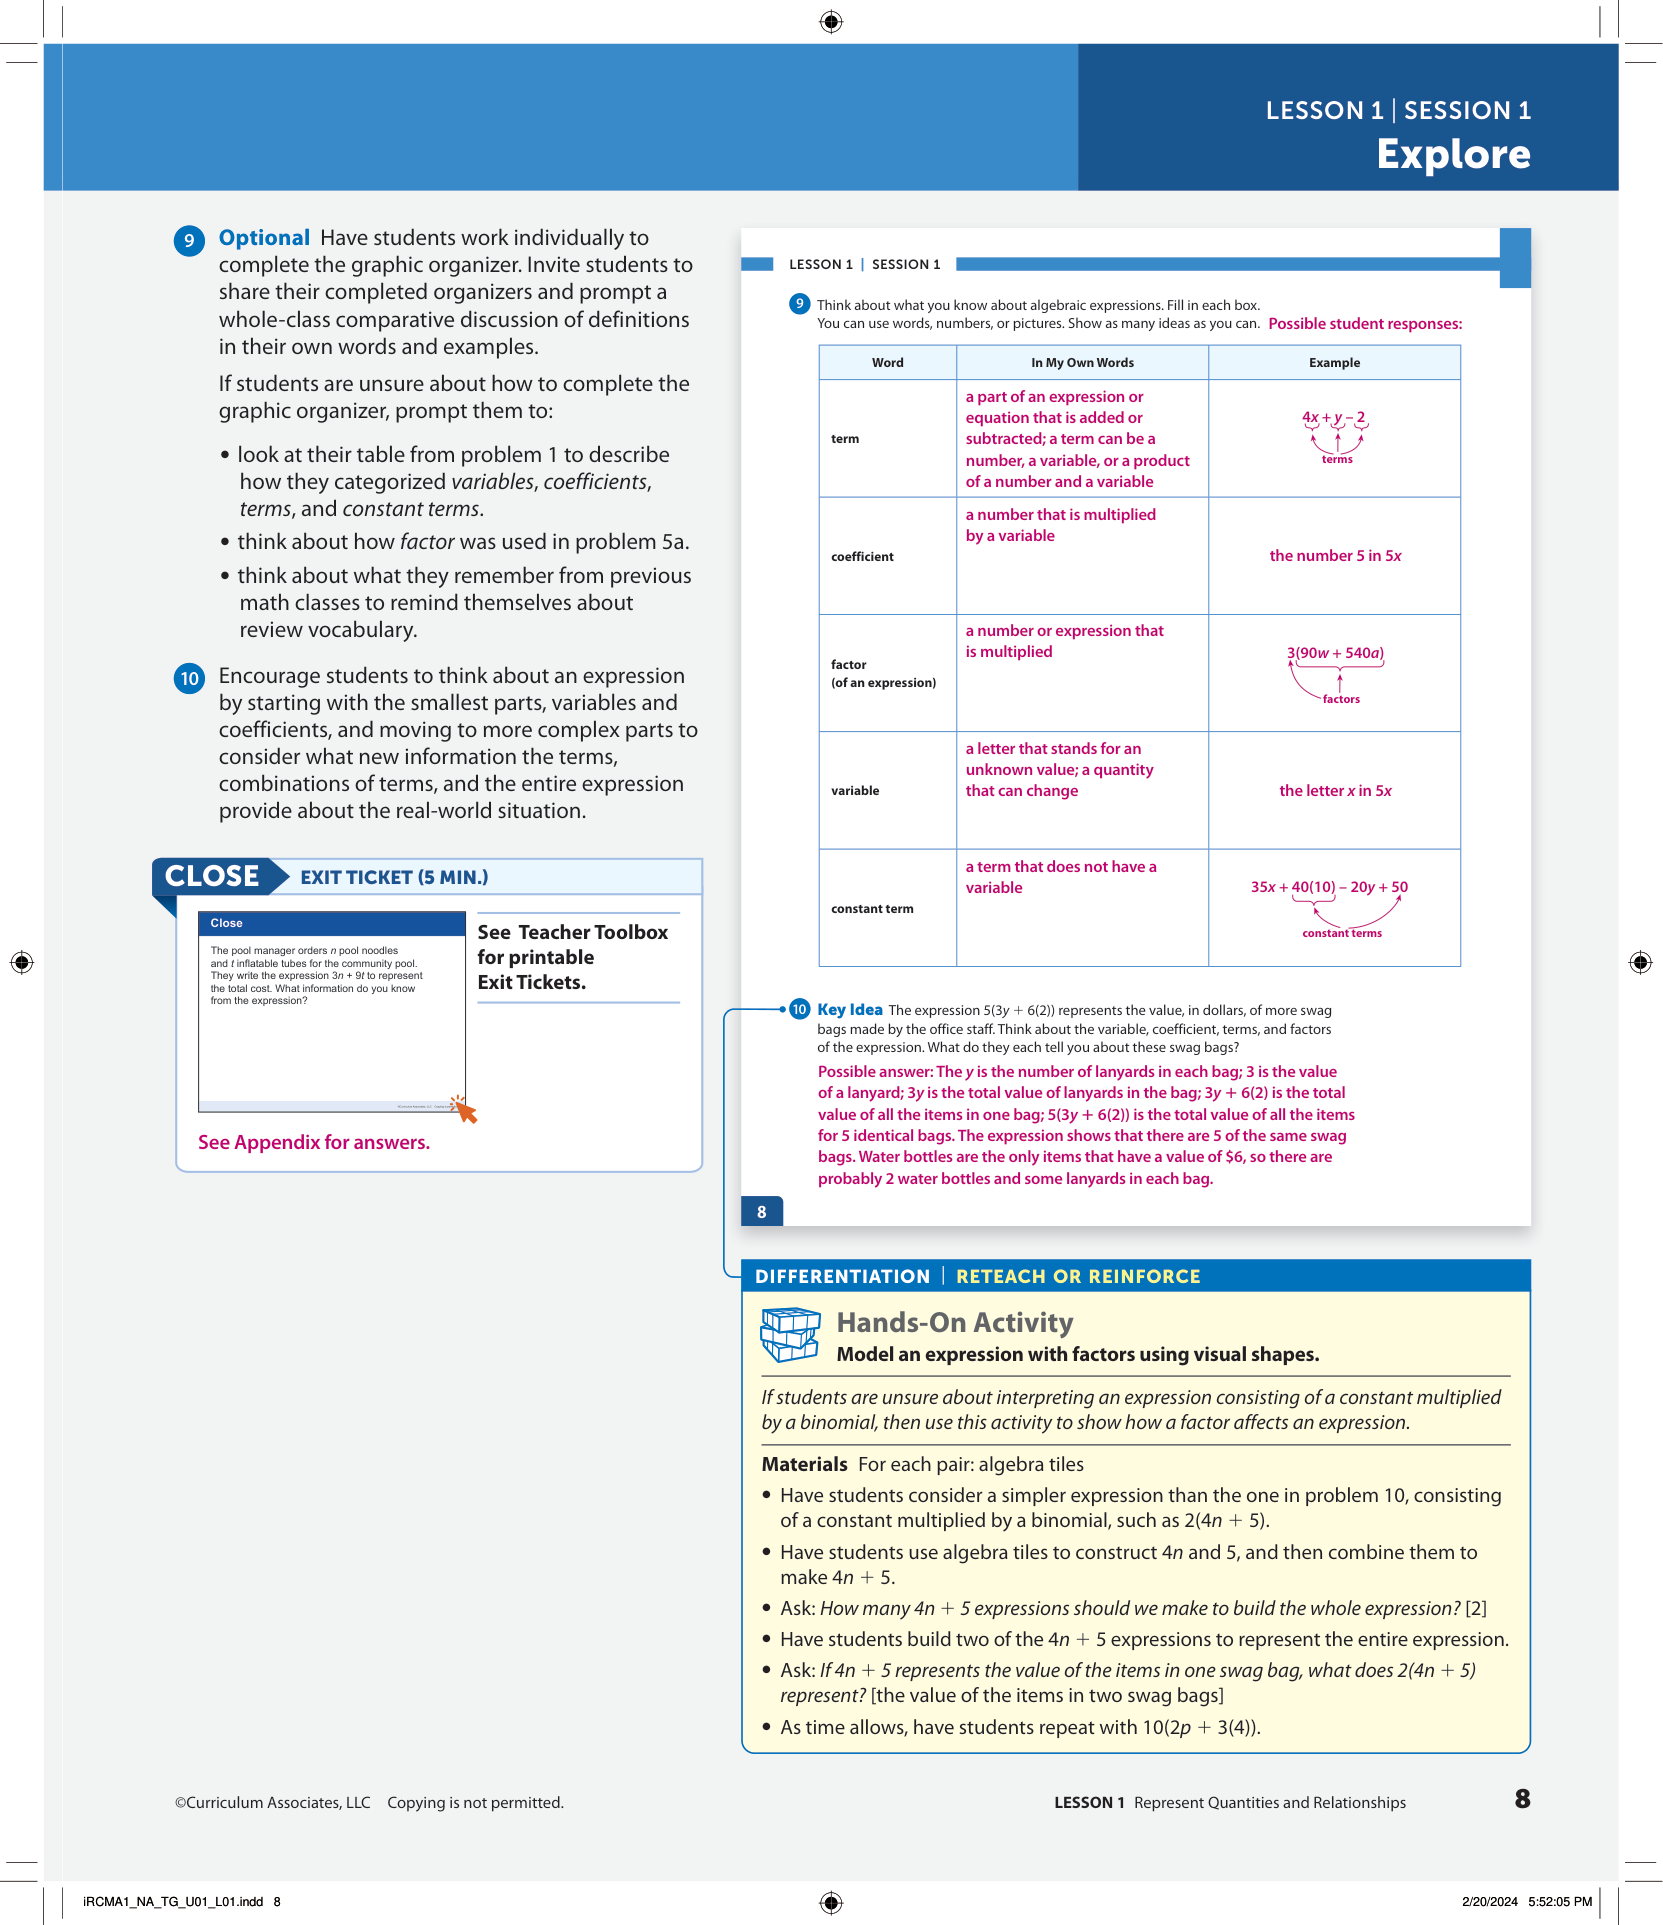 LESSON 1 | SESSION 1
Explore
9 Optional Have students work individually to
complete the graphic organizer. Invite students to
share their completed organizers and prompt a
whole-class comparative discussion of definitions
in their own words and examples.
If students are unsure about how to complete the
graphic organizer, prompt them to:
• look at their table from problem 1 to describe
how they categorized variables, coefficients,
terms, and constant terms.
• think about how factor was used in problem 5a.
• think about what they remember from previous
math classes to remind themselves about
review vocabulary.
10 Encourage students to think about an expression
by starting with the smallest parts, variables and
coefficients, and moving to more complex parts to
consider what new information the terms,
combinations of terms, and the entire expression
provide about the real-world situation.
CLOSE EXIT TICKET (5 MIN.)
Close
The pool manager orders n pool noodles
and t inflatable tubes for the community pool.
They write the expression 3n + 9t to represent
the total cost. What information do you know
from the expression?
See Teacher Toolbox
for printable
Exit Tickets.
See Appendix for answers.
LESSON 1 | SESSION 1
9 Think about what you know about algebraic expressions. Fill in each box.
You can use words, numbers, or pictures. Show as many ideas as you can. Possible student responses:
Word In My Own Words Example
term
a part of an expression or
equation that is added or
subtracted; a term can be a
number, a variable, or a product
of a number and a variable
4x + y – 2
terms
coefficient
a number that is multiplied
by a variable
the number 5 in 5x
factor
(of an expression)
a number or expression that
is multiplied
3(90w + 540a)
factors
variable
a letter that stands for an
unknown value; a quantity
that can change
the letter x in 5x
constant term
a term that does not have a
variable
35x + 40(10) – 20y + 50
constant terms
10 Key Idea The expression 5(3y + 6(2)) represents the value, in dollars, of more swag
bags made by the office staff. Think about the variable, coefficient, terms, and factors
of the expression. What do they each tell you about these swag bags?
Possible answer: The y is the number of lanyards in each bag; 3 is the value
of a lanyard; 3y is the total value of lanyards in the bag; 3y + 6(2) is the total
value of all the items in one bag; 5(3y + 6(2)) is the total value of all the items
for 5 identical bags. The expression shows that there are 5 of the same swag
bags. Water bottles are the only items that have a value of $6, so there are
probably 2 water bottles and some lanyards in each bag.
8
DIFFERENTIATION | RETEACH OR REINFORCE
Hands-On Activity
Model an expression with factors using visual shapes.
If students are unsure about interpreting an expression consisting of a constant multiplied
by a binomial, then use this activity to show how a factor affects an expression.
Materials For each pair: algebra tiles
• Have students consider a simpler expression than the one in problem 10, consisting
of a constant multiplied by a binomial, such as 2(4n + 5).
• Have students use algebra tiles to construct 4n and 5, and then combine them to
make 4n + 5.
• Ask: How many 4n + 5 expressions should we make to build the whole expression? [2]
• Have students build two of the 4n + 5 expressions to represent the entire expression.
• Ask: If 4n + 5 represents the value of the items in one swag bag, what does 2(4n + 5)
represent? [the value of the items in two swag bags]
• As time allows, have students repeat with 10(2p + 3(4)).
©Curriculum Associates, LLC Copying is not permitted.
LESSON 1 Represent Quantities and Relationships 8
iRCMA1_NA_TG_U01_L01.indd 8
2/20/2024 5:52:05 PM